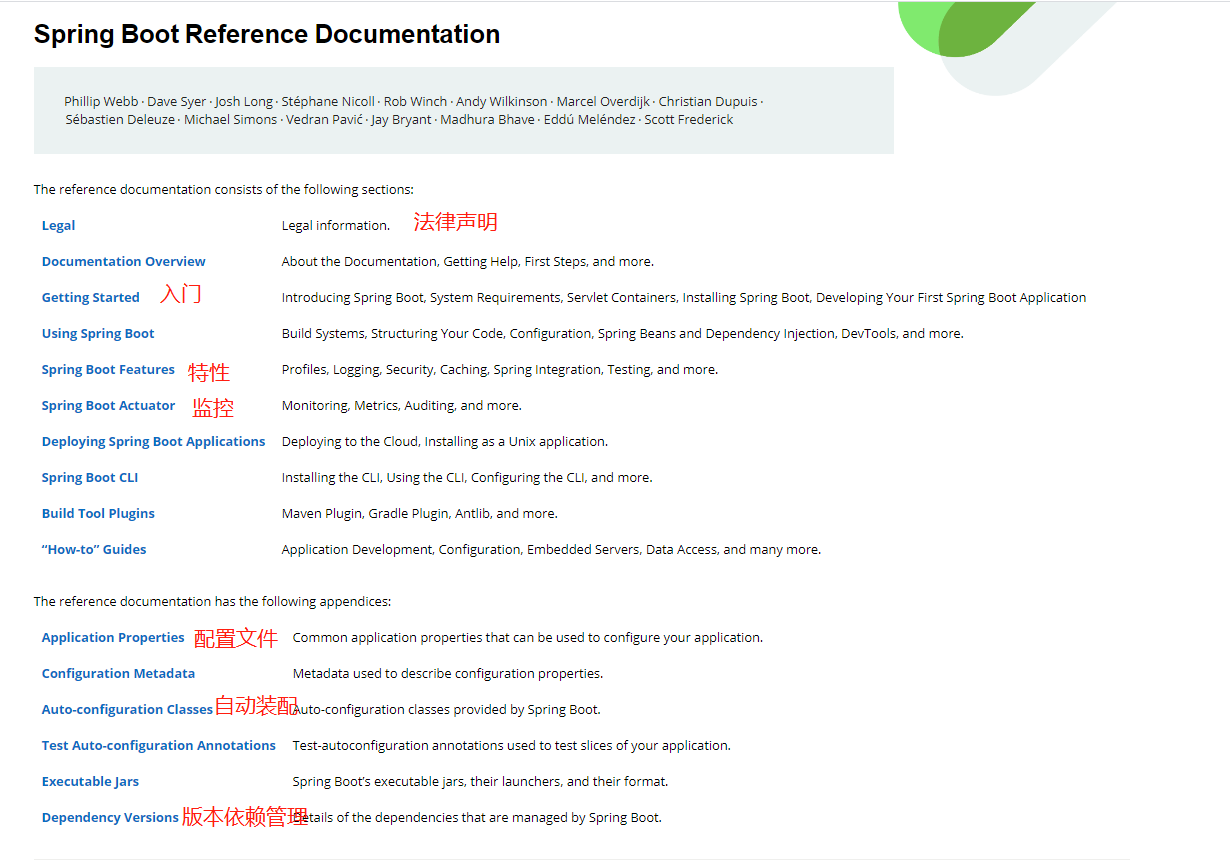 Spring Boot Reference Documentation
Phillip Webb · Dave Syer · Josh Long · Stéphane Nicoll · Rob Winch · Andy Wilkinson · Marcel Overdijk · Christian Dupuis ·
Sébastien Deleuze · Michael Simons · Vedran Pavić · Jay Bryant · Madhura Bhave · Eddú Meléndez · Scott Frederick
The reference documentation consists of the following sections:
Legal Legal information. 法律声明
Documentation Overview About the Documentation, Getting Help, First Steps, and more.
Getting Started 入门 Introducing Spring Boot, System Requirements, Servlet Containers, Installing Spring Boot, Developing Your First Spring Boot Application
Using Spring Boot Build Systems, Structuring Your Code, Configuration, Spring Beans and Dependency Injection, DevTools, and more.
Spring Boot Features 特性 Profiles, Logging, Security, Caching, Spring Integration, Testing, and more.
Spring Boot Actuator 监控 Monitoring, Metrics, Auditing, and more.
Deploying Spring Boot Applications Deploying to the Cloud, Installing as a Unix application.
Spring Boot CLI Installing the CLI, Using the CLI, Configuring the CLI, and more.
Build Tool Plugins Maven Plugin, Gradle Plugin, Antlib, and more.
“How-to” Guides Application Development, Configuration, Embedded Servers, Data Access, and many more.
The reference documentation has the following appendices:
Application Properties 配置文件 Common application properties that can be used to configure your application.
Configuration Metadata Metadata used to describe configuration properties.
Auto-configuration Classes 自动装配 Auto-configuration classes provided by Spring Boot.
Test Auto-configuration Annotations Test-autoconfiguration annotations used to test slices of your application.
Executable Jars Spring Boot’s executable jars, their launchers, and their format.
Dependency Versions 版本依赖管理 Details of the dependencies that are managed by Spring Boot.